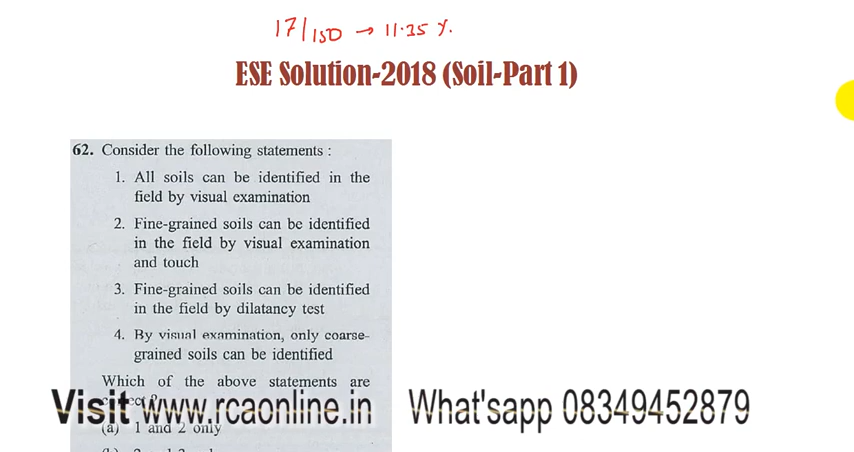 17/150 → 11.25 %.
ESE Solution-2018 (Soil-Part 1)
62. Consider the following statements :
1. All soils can be identified in the
field by visual examination
2. Fine-grained soils can be identified
in the field by visual examination
and touch
3. Fine-grained soils can be identified
in the field by dilatancy test
4. By visual examination, only coarse-
grained soils can be identified
Which of the above statements are
correct?
Visit www.rcaonline.in What'sapp 08349452879
(a) 1 and 2 only